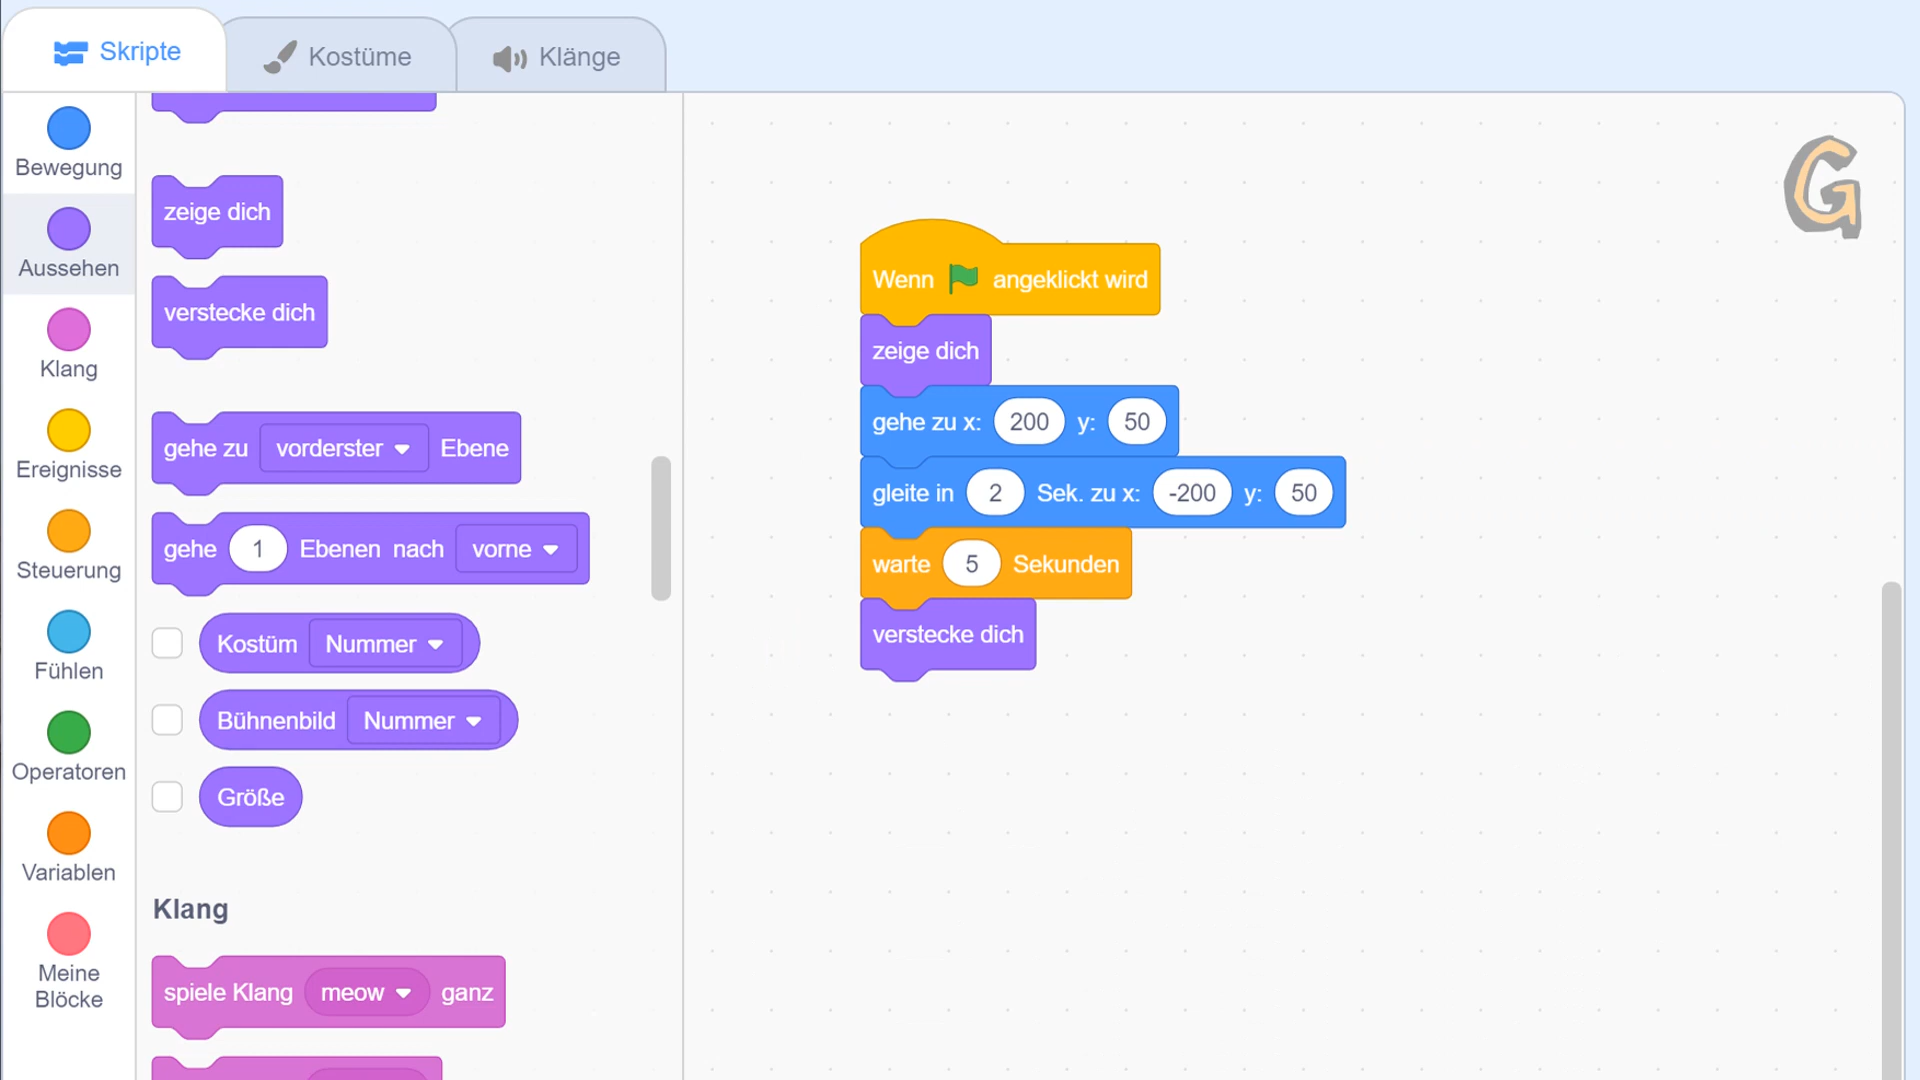 Skripte
Kostüme
Klänge
Bewegung
Aussehen
Klang
Ereignisse
Steuerung
Fühlen
Operatoren
Variablen
Meine
Blöcke
zeige dich
verstecke dich
gehe zu vorderster Ebene
gehe 1 Ebenen nach vorne
Kostüm Nummer
Bühnenbild Nummer
Größe
Klang
spiele Klang meow ganz
Wenn angeklickt wird
zeige dich
gehe zu x: 200 y: 50
gleite in 2 Sek. zu x: -200 y: 50
warte 5 Sekunden
verstecke dich
G